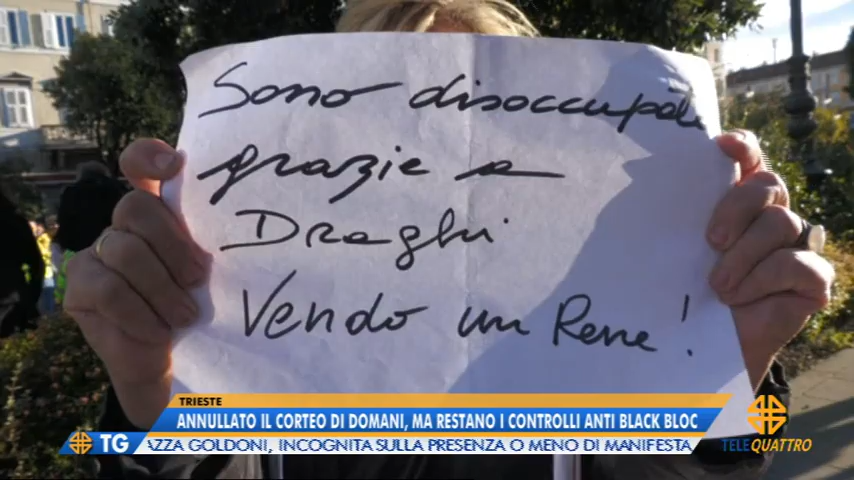 Sono disoccupata
grazie a
Draghi
Vendo un Rene!
TRIESTE
ANNULLATO IL CORTEO DI DOMANI, MA RESTANO I CONTROLLI ANTI BLACK BLOC
TG
AZZA GOLDONI, INCOGNITA SULLA PRESENZA O MENO DI MANIFESTA
TELEQUATTRO